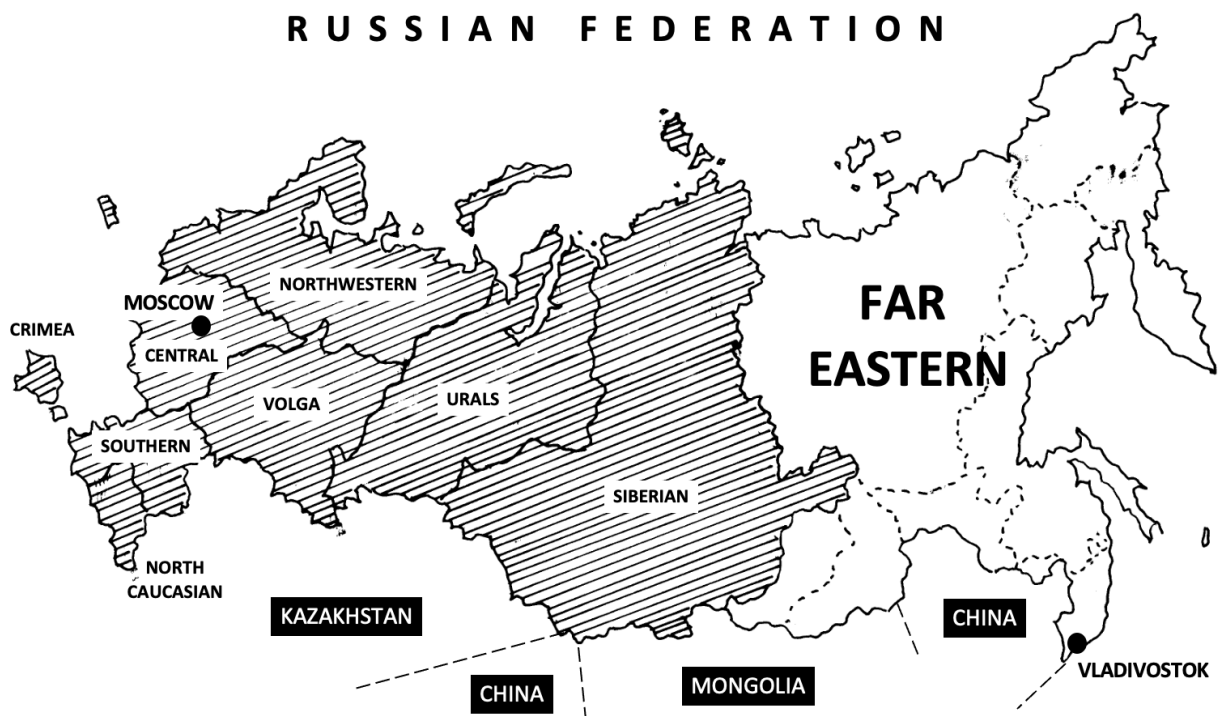 RUSSIAN FEDERATION
NORTHWESTERN
MOSCOW
FAR
EASTERN
CRIMEA
CENTRAL
VOLGA
URALS
SOUTHERN
SIBERIAN
NORTH
CAUCASIAN
KAZAKHSTAN
CHINA
VLADIVOSTOK
MONGOLIA
CHINA